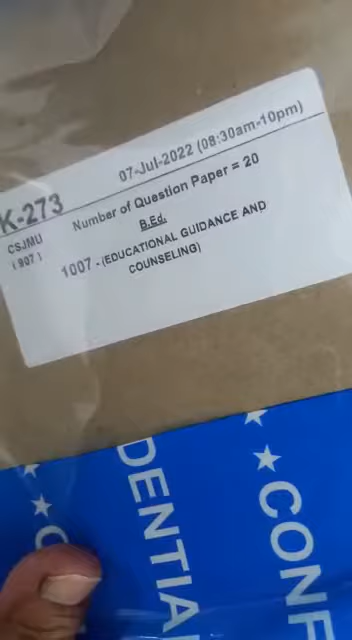 07-Jul-2022 (08:30am-10pm)
K-273
Number of Question Paper = 20
CSJMU
B.Ed.
( 907 )
1007 - (EDUCATIONAL GUIDANCE AND
COUNSELING)
DENTIA
CONF